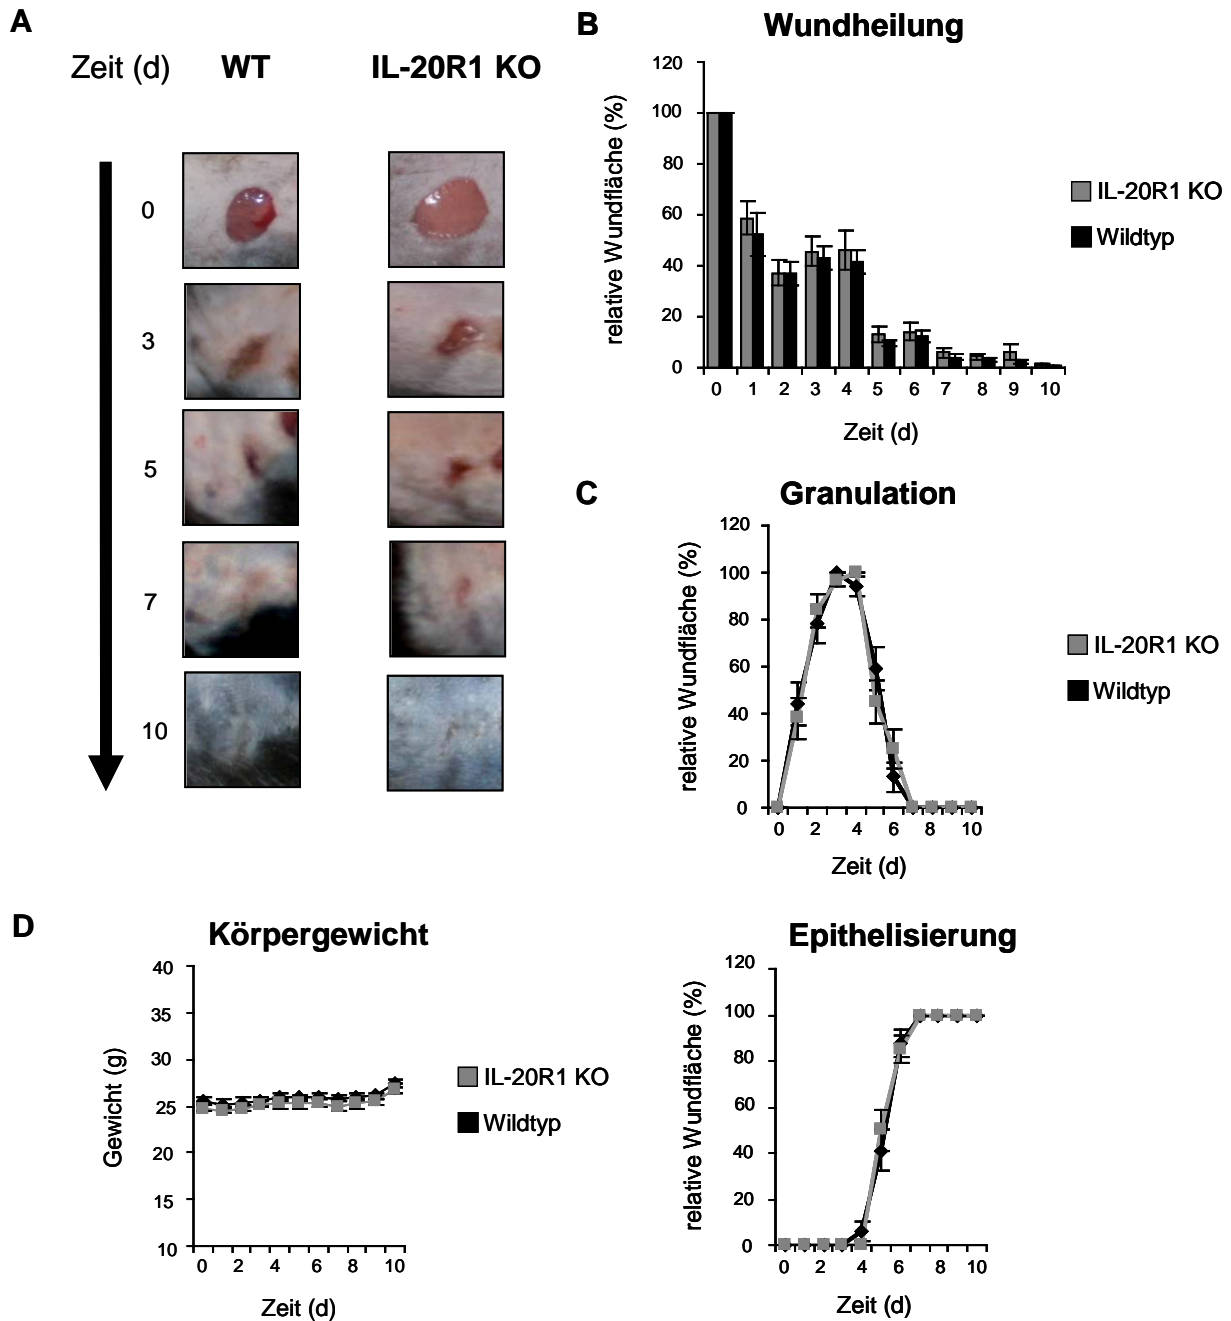 A
Zeit (d) WT IL-20R1 KO
0
3
5
7
10
B
Wundheilung
relative Wundfläche (%)
120
100
80
60
40
20
0
0 1 2 3 4 5 6 7 8 9 10
Zeit (d)
IL-20R1 KO
Wildtyp
C
Granulation
relative Wundfläche (%)
120
100
80
60
40
20
0
0 2 4 6 8 10
Zeit (d)
IL-20R1 KO
Wildtyp
D
Körpergewicht
Gewicht (g)
40
35
30
25
20
15
10
0 2 4 6 8 10
Zeit (d)
IL-20R1 KO
Wildtyp
Epithelisierung
relative Wundfläche (%)
120
100
80
60
40
20
0
0 2 4 6 8 10
Zeit (d)